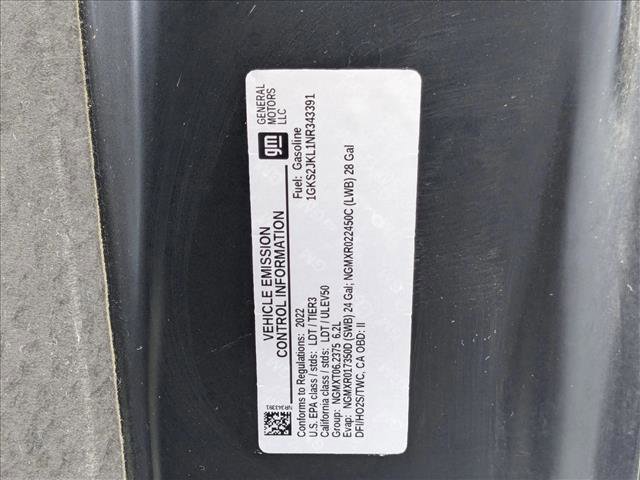 VEHICLE EMISSION
CONTROL INFORMATION
gm
GENERAL
MOTORS
LLC
Fuel: Gasoline
1GKS2JKL1NR343391
Conforms to Regulations: 2022
U.S. EPA class / stds: LDT / TIER3
California class / stds: LDT / ULEV50
Group: NGMXT06.2375 6.2L
Evap: NGMXR017350D (SWB) 24 Gal; NGMXR022450C (LWB) 28 Gal
DFI/HO2S/TWC, CA OBD: II
NR343391